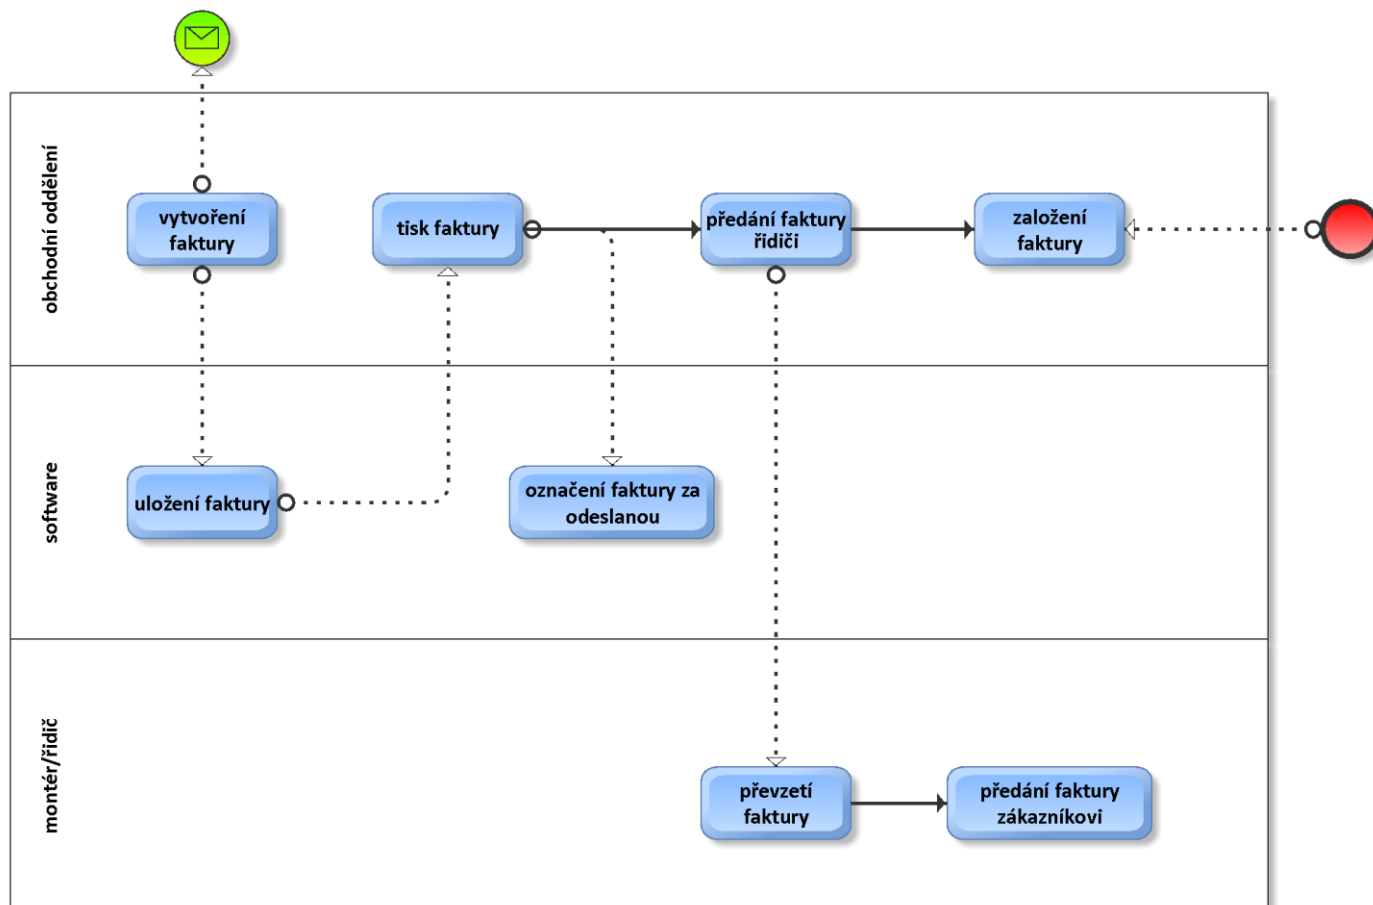 obchodní oddělení
vytvoření
faktury
tisk faktury
předání faktury
řidiči
založení
faktury
software
uložení faktury
označení faktury za
odeslanou
montér/řidič
převzetí
faktury
předání faktury
zákazníkovi